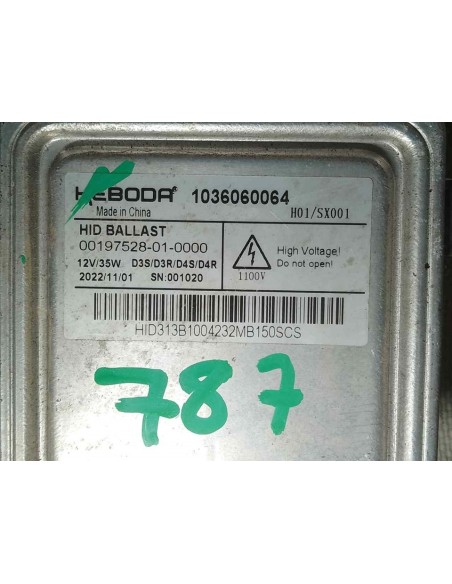 KEBODA® 1036060064
Made in China H01/SX001
HID BALLAST
00197528-01-0000
12V/35W D3S/D3R/D4S/D4R
2022/11/01 SN:001020
1100V
High Voltage!
Do not open!
HID313B1004232MB150SCS
787